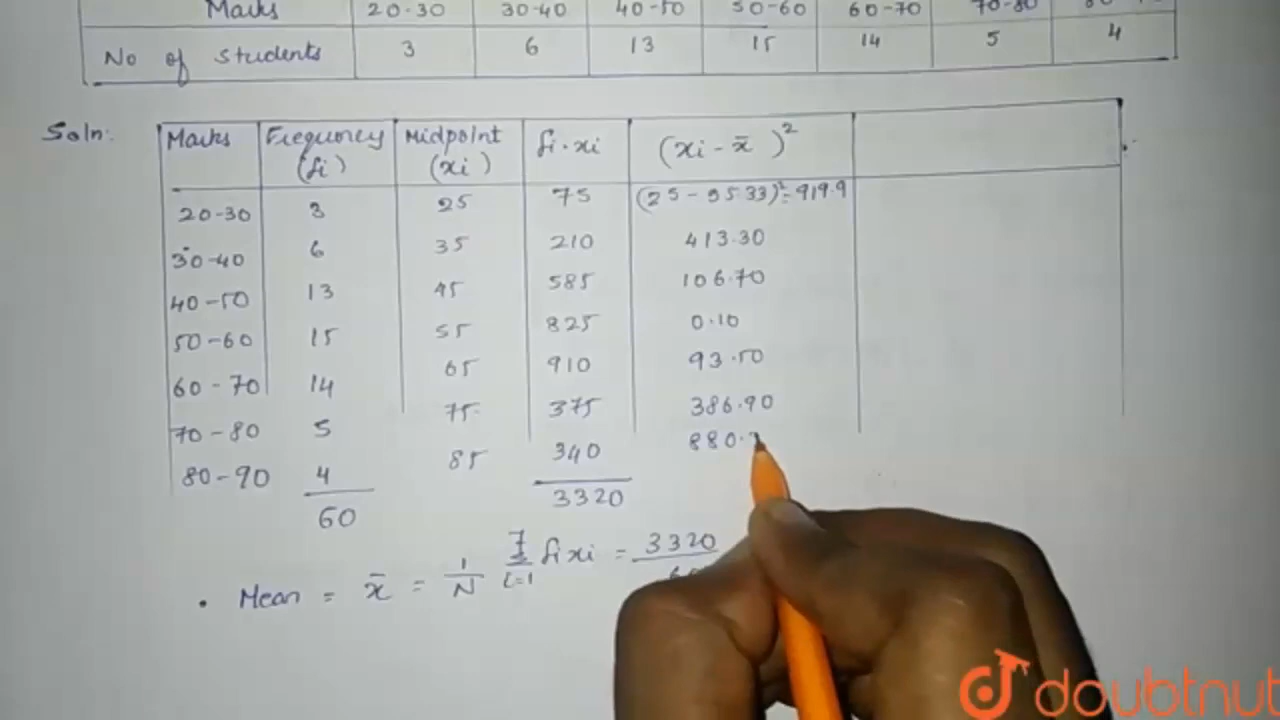 Marks 20-30 30-40 40-50 50-60 60-70 70-80
No of Students 3 6 13 15 14 5 4
Soln:
Marks Frequency (fi) Midpoint (xi) fi.xi (xi - x̄)²
20-30 3 25 75 (25 - 55.33)² = 919.9
30-40 6 35 210 413.30
40-50 13 45 585 106.70
50-60 15 55 825 0.10
60-70 14 65 910 93.50
70-80 5 75 375 386.90
80-90 4 85 340 880.
60 3320
• Mean = x̄ = 1/N 7 Σ i=1 fixi = 3320
doubtnut